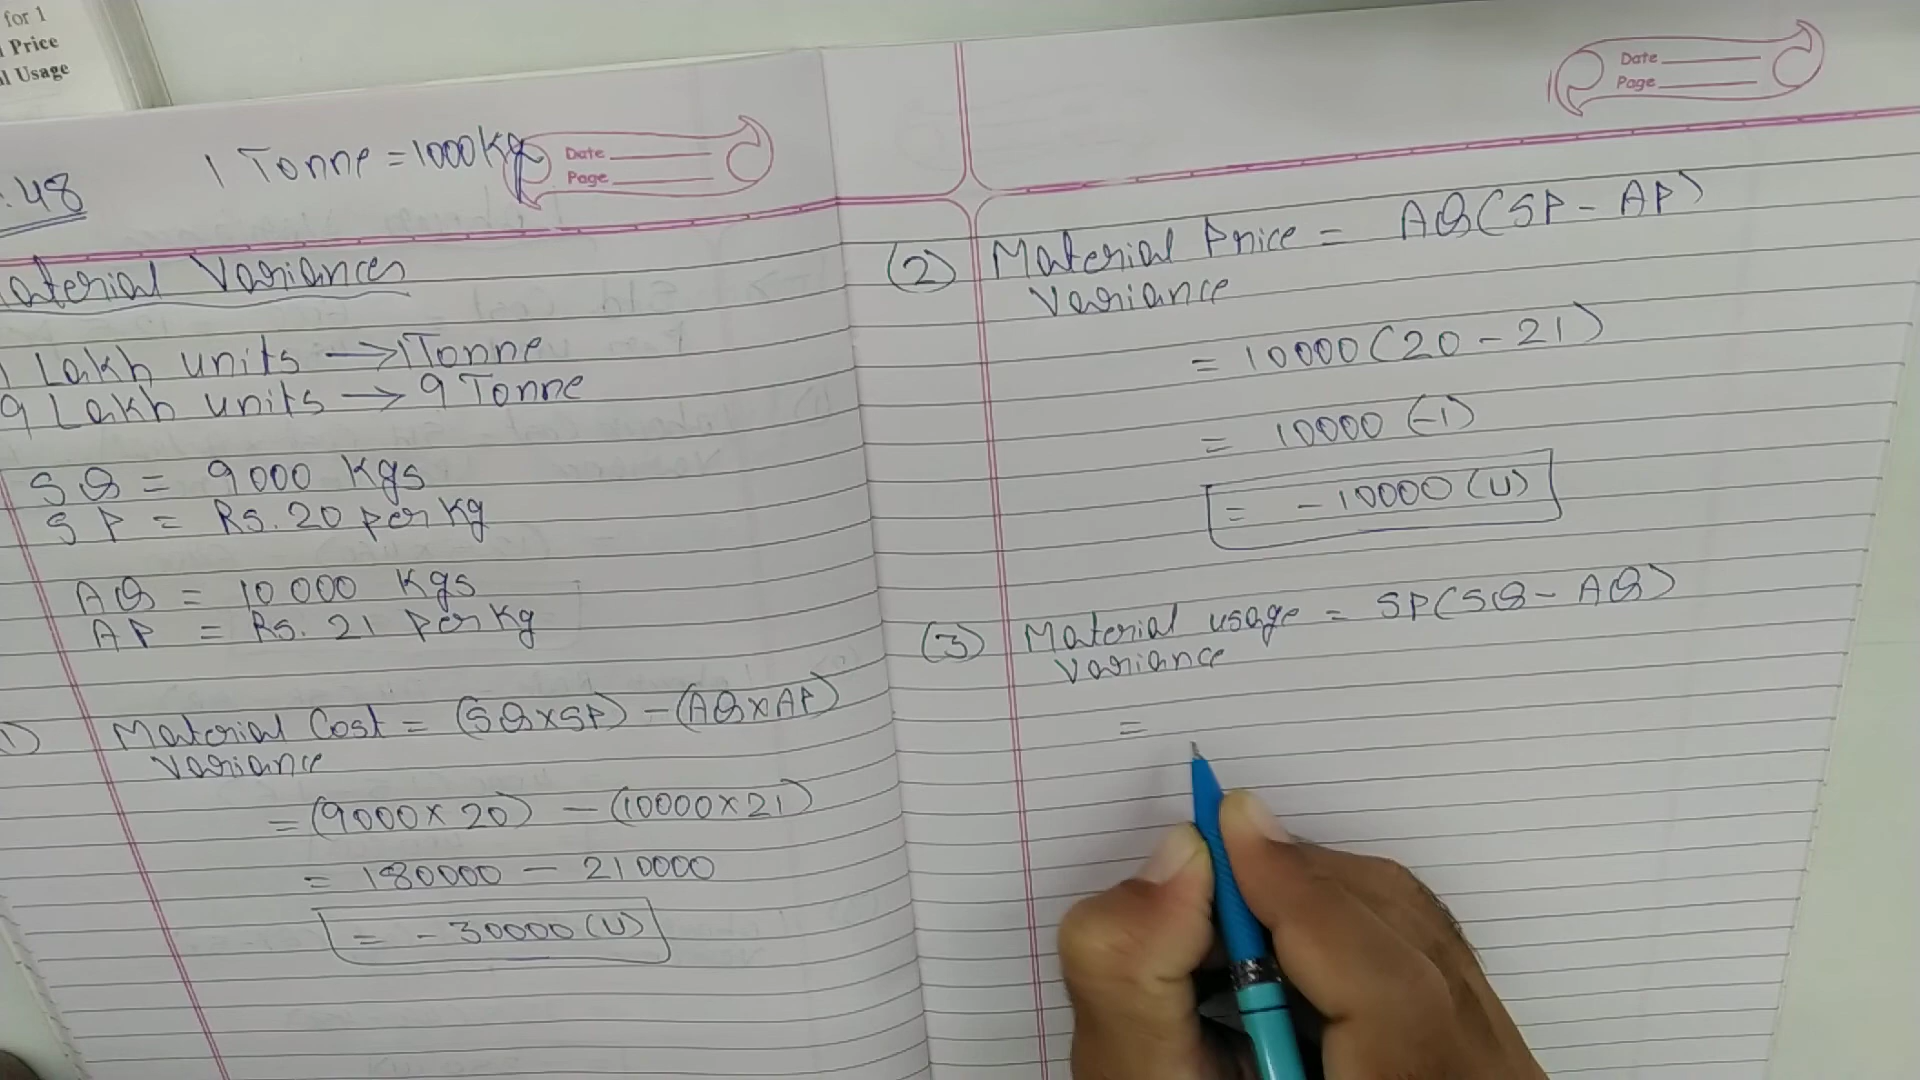 for 1
Price
Usage
1 Tonne = 1000 Kg
Date
Page
48
Material Variances
1 Lakh units → 1 Tonne
9 Lakh units → 9 Tonne
SQ = 9000 Kgs
SP = Rs. 20 per Kg
AQ = 10000 Kgs
AP = Rs. 21 per Kg
1) Material Cost = (SQ×SP) - (AQ×AP)
Variance
= (9000 × 20) - (10000 × 21)
= 180000 - 210000
= - 30000 (U)
Date
Page
(2) Material Price = AQ(SP - AP)
Variance
= 10000 (20 - 21)
= 10000 (-1)
= - 10000 (U)
(3) Material usage = SP(SQ - AQ)
Variance
=